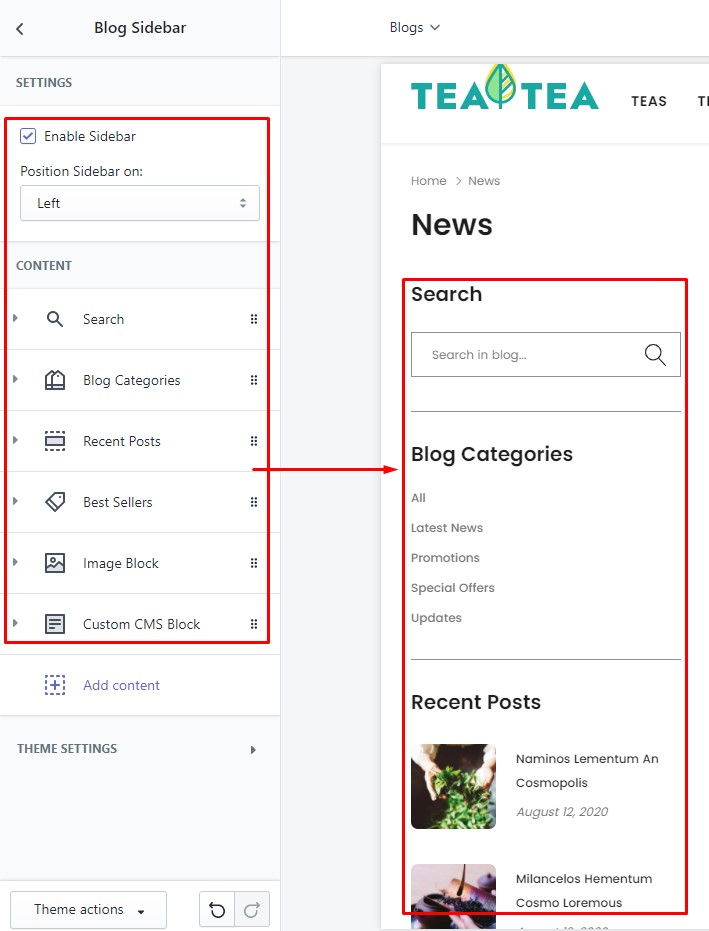 Blog Sidebar
SETTINGS
Enable Sidebar
Position Sidebar on:
Left
CONTENT
Search
Blog Categories
Recent Posts
Best Sellers
Image Block
Custom CMS Block
Add content
THEME SETTINGS
Theme actions
Blogs
TEA TEA
TEAS
Home > News
News
Search
Search in blog...
Blog Categories
All
Latest News
Promotions
Special Offers
Updates
Recent Posts
Naminos Lementum An
Cosmopolis
August 12, 2020
Milancelos Hementum
Cosmo Loremous